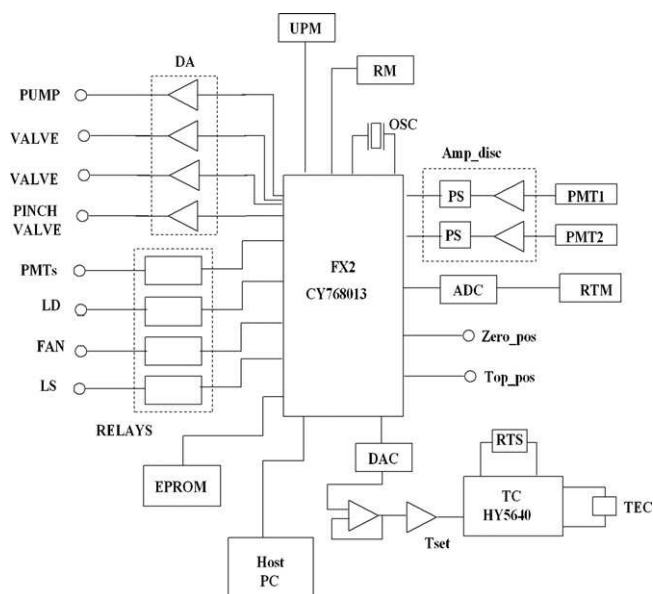 UPM
DA
RM
PUMP
OSC
VALVE
Amp_disc
VALVE
PS
PMT1
PINCH
VALVE
PS
PMT2
PMTs
FX2
CY768013
LD
ADC
RTM
FAN
Zero_pos
LS
Top_pos
RELAYS
DAC
RTS
EPROM
TC
HY5640
TEC
Tset
Host
PC